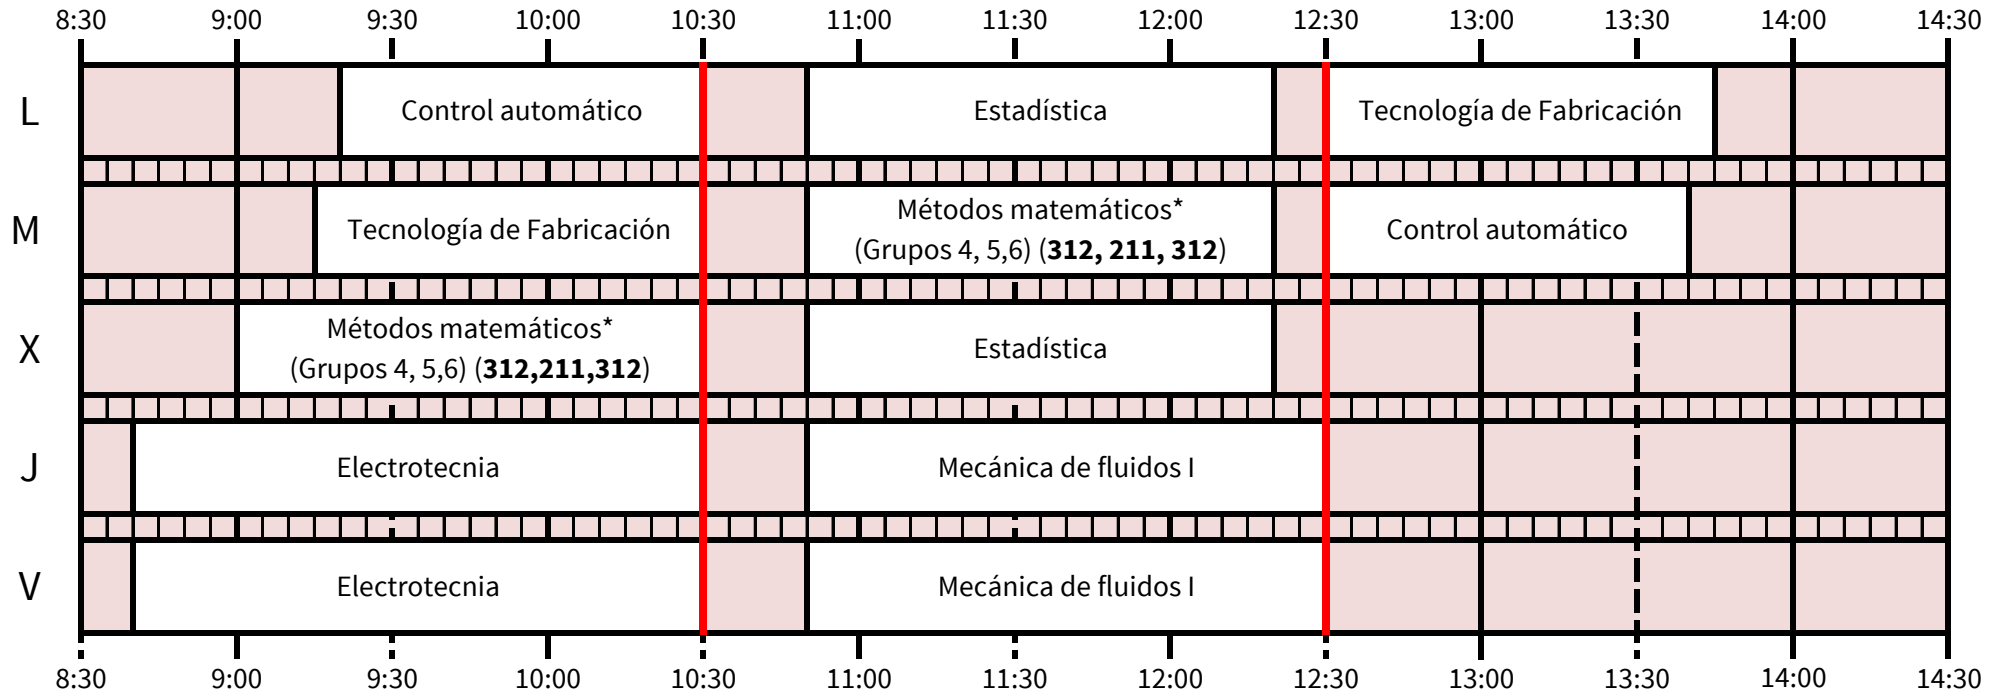 8:30 9:00 9:30 10:00 10:30 11:00 11:30 12:00 12:30 13:00 13:30 14:00 14:30
L Control automático Estadística Tecnología de Fabricación
M Tecnología de Fabricación Métodos matemáticos* Control automático
(Grupos 4, 5,6) (312, 211, 312)
X Métodos matemáticos* Estadística
(Grupos 4, 5,6) (312,211,312)
J Electrotecnia Mecánica de fluidos I
V Electrotecnia Mecánica de fluidos I
8:30 9:00 9:30 10:00 10:30 11:00 11:30 12:00 12:30 13:00 13:30 14:00 14:30